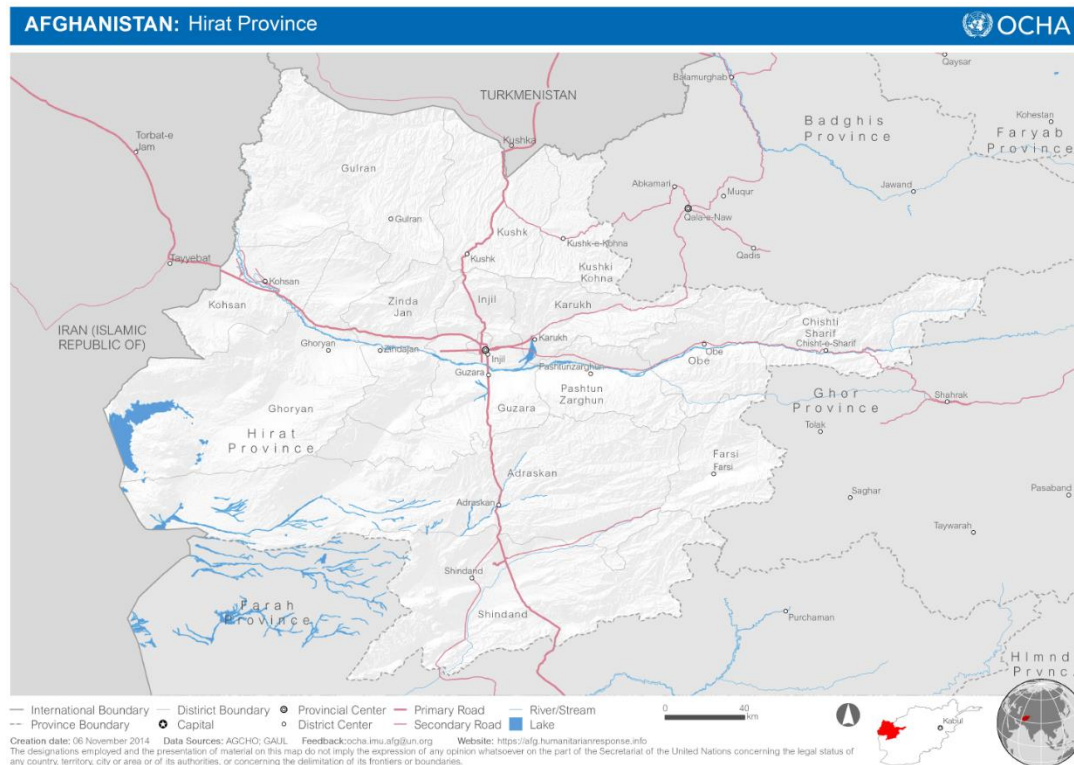 AFGHANISTAN: Hirat Province
OCHA
Qaysar
Balamurghab
TURKMENISTAN
Badghis
Province
Kohestan
Faryab
Province
Torbat-e
Jam
Kushka
Gulran
Abkamari
Muqur
Jawand
Gulran
Qala-e-Naw
Kushk
Kushk-e-Kohna
Qadis
Tayyebat
Kushk
Kushki
Kohna
Kohsan
Kohsan
Zinda
Jan
Injil
Karukh
IRAN (ISLAMIC
REPUBLIC OF)
Chishti
Sharif
Ghoryan
Zindajan
Karukh
Obe
Chisht-e-Sharif
Injil
Obe
Guzara
Pashtunzarghun
Pashtun
Zarghun
Ghor
Province
Shahrak
Ghoryan
Guzara
Tolak
Hirat
Province
Farsi
Farsi
Adraskan
Saghar
Pasaband
Adraskan
Taywarah
Shindand
Farah
Province
Shindand
Purchaman
Hlmnd
Prvnc
International Boundary
District Boundary
Provincial Center
Primary Road
River/Stream
0
40
km
Province Boundary
Capital
District Center
Secondary Road
Lake
Kabul
Creation date: 06 November 2014 Data Sources: AGCHO; GAUL Feedback:ocha.imu.afg@un.org Website: https://afg.humanitarianresponse.info
The designations employed and the presentation of material on this map do not imply the expression of any opinion whatsoever on the part of the Secretariat of the United Nations concerning the legal status of
any country, territory, city or area or of its authorities, or concerning the delimitation of its frontiers or boundaries.